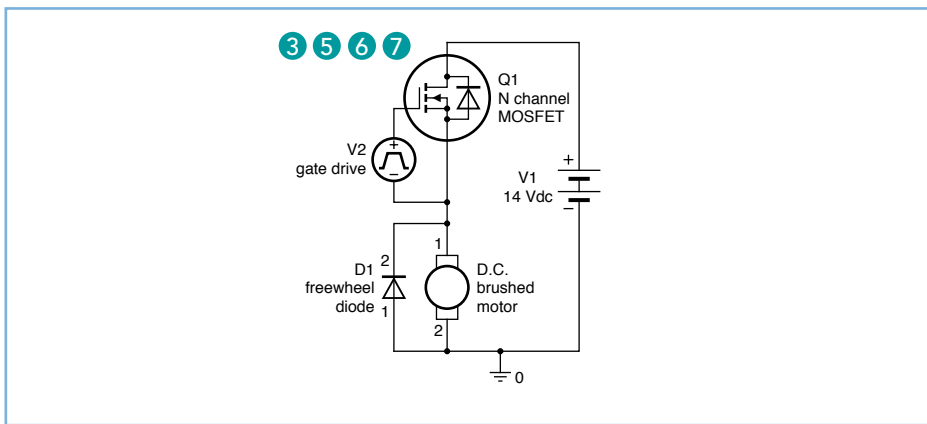 3 5 6 7
Q1
N channel
MOSFET
+
V2
gate drive
–
+
V1
14 Vdc
–
1
2
D1
freewheel
diode
1
D.C.
brushed
motor
2
0